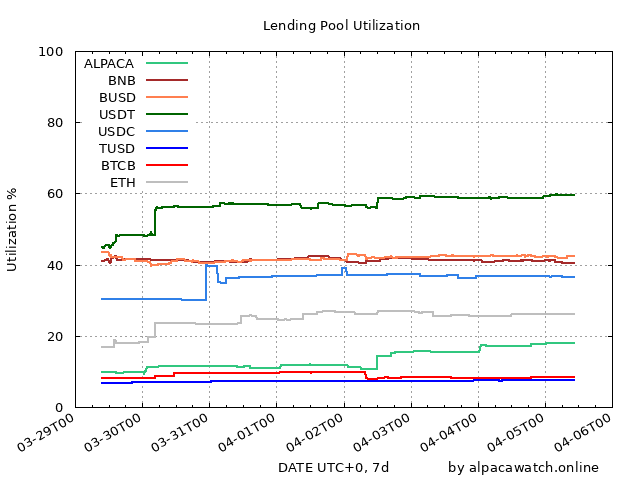 Lending Pool Utilization
100
80
60
40
20
0
Utilization %
ALPACA
BNB
BUSD
USDT
USDC
TUSD
BTCB
ETH
03-29T00
03-30T00
03-31T00
04-01T00
04-02T00
04-03T00
04-04T00
04-05T00
04-06T00
DATE UTC+0, 7d by alpacawatch.online